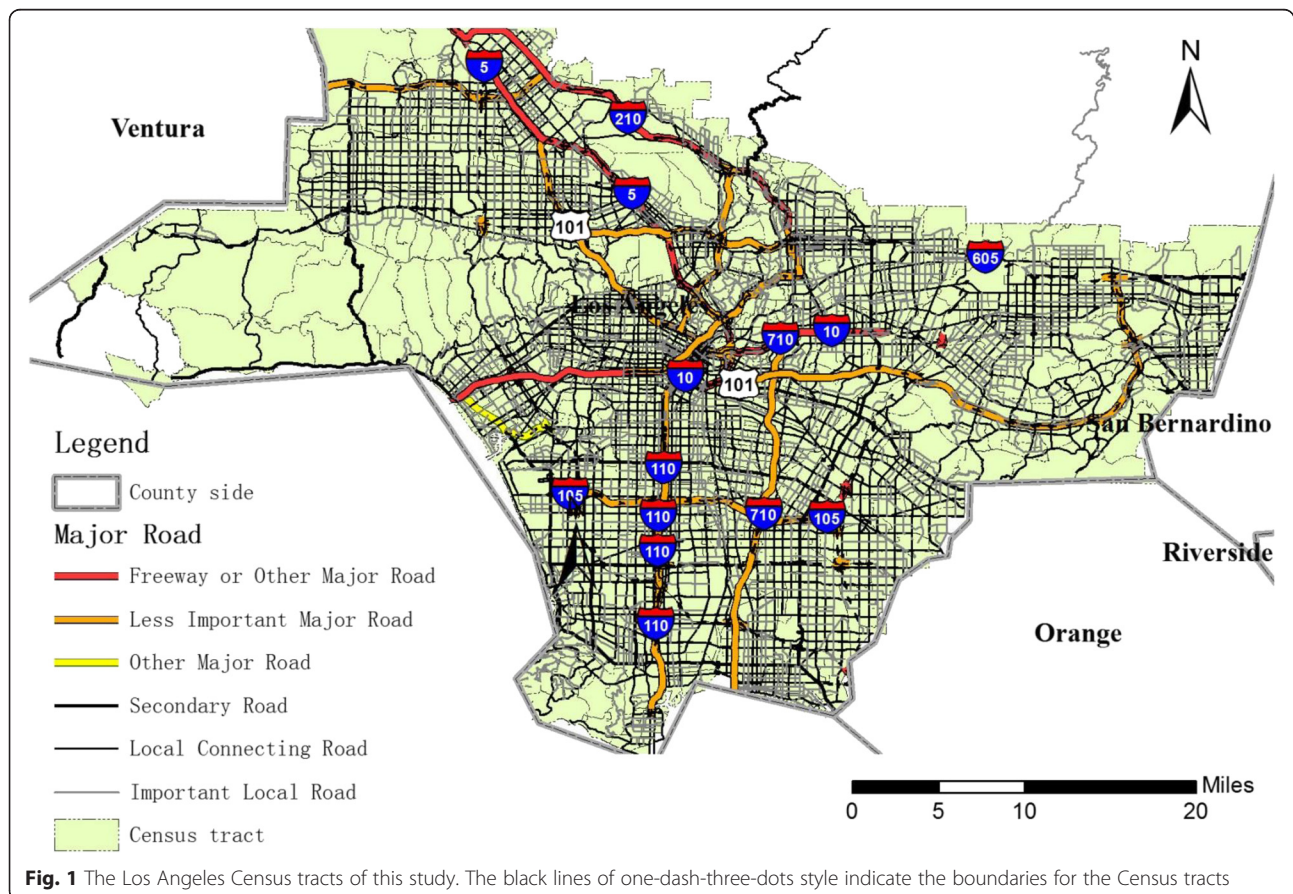 N
5
Ventura
210
5
101
605
Los Angeles
710
10
10
101
San Bernardino
110
105
110
710
105
110
Riverside
110
Orange
Legend
County side
Major Road
Freeway or Other Major Road
Less Important Major Road
Other Major Road
Secondary Road
Local Connecting Road
Important Local Road
Census tract
Miles
0 5 10 20
Fig. 1 The Los Angeles Census tracts of this study. The black lines of one-dash-three-dots style indicate the boundaries for the Census tracts